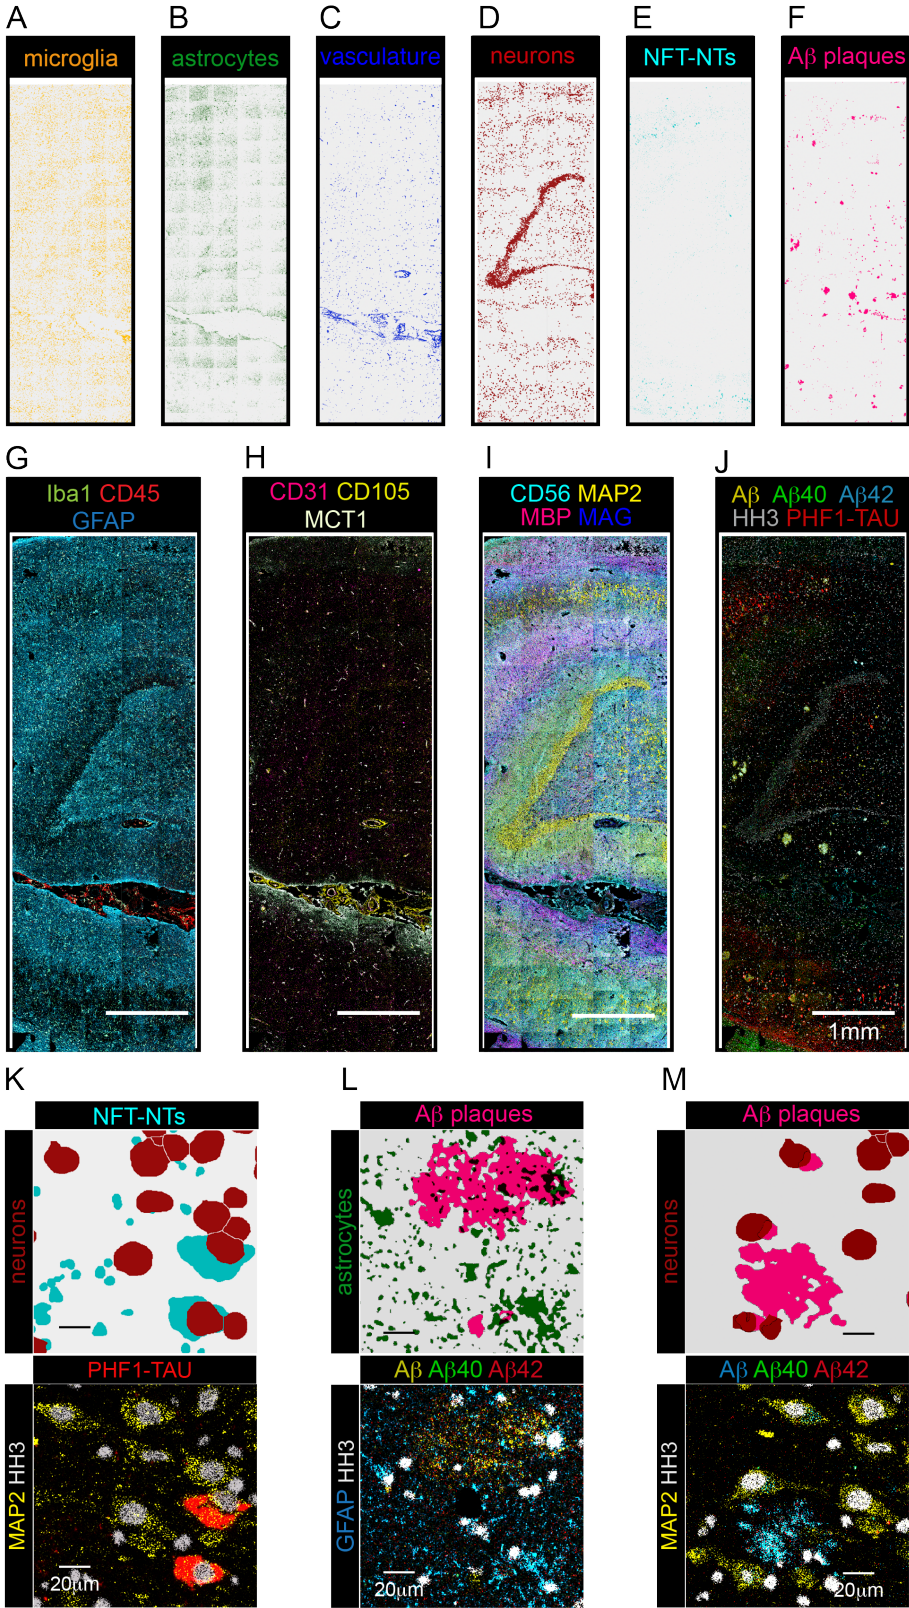 A B C D E F
microglia astrocytes vasculature neurons NFT-NTs Aβ plaques
G H I J
Iba1 CD45
GFAP
CD31 CD105
MCT1
CD56 MAP2
MBP MAG
Aβ Aβ40 Aβ42
HH3 PHF1-TAU
1mm
K L M
NFT-NTs Aβ plaques Aβ plaques
neurons astrocytes neurons
PHF1-TAU Aβ Aβ40 Aβ42 Aβ Aβ40 Aβ42
MAP2 HH3 GFAP HH3 MAP2 HH3
20µm 20µm 20µm